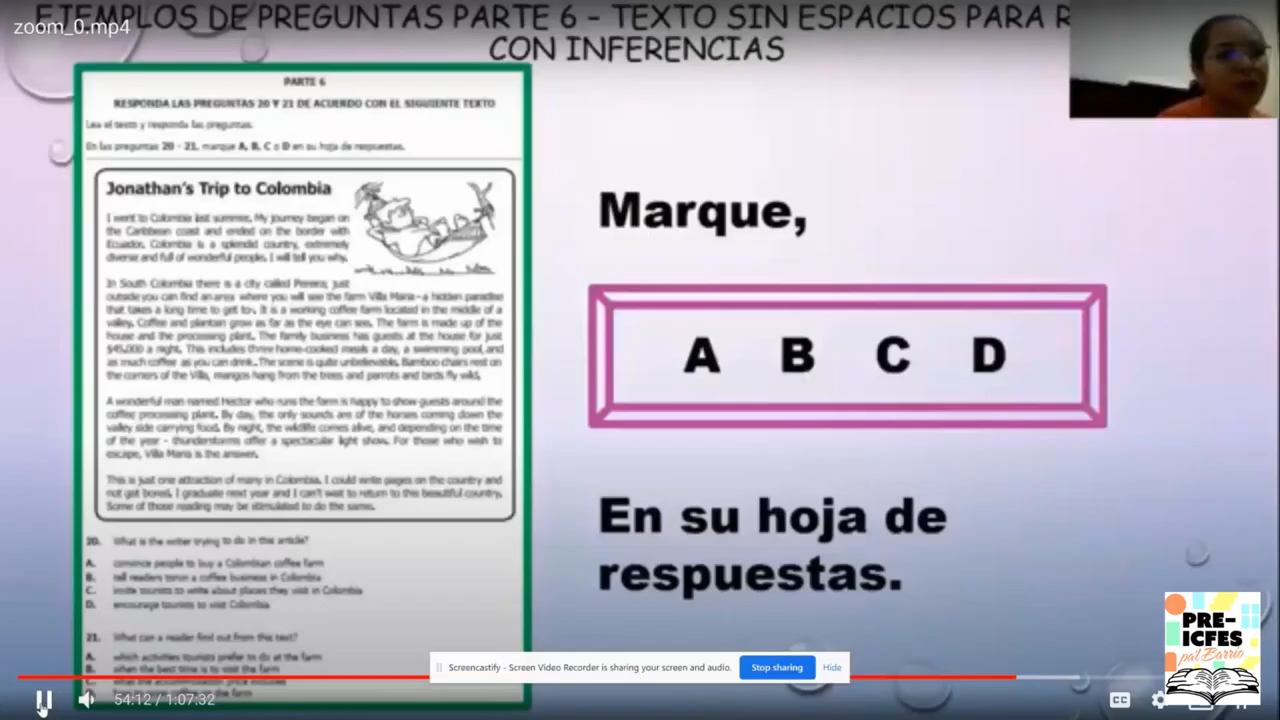 EJEMPLOS DE PREGUNTAS PARTE 6 - TEXTO SIN ESPACIOS PARA R
CON INFERENCIAS
zoom_0.mp4
PARTE 6
RESPONDA LAS PREGUNTAS 20 Y 21 DE ACUERDO CON EL SIGUIENTE TEXTO
Lea el texto y responda las preguntas.
En las preguntas 20 - 21, marque A, B, C o D en su hoja de respuestas.
Jonathan's Trip to Colombia
I went to Colombia last summer. My journey began on
the Caribbean coast and ended on the border with
Ecuador. Colombia is a splendid country, extremely
diverse and full of wonderful people. I will tell you why.
In South Colombia there is a city called Pereira; just
outside you can find an area where you will see the farm Villa Maria - a hidden paradise
that takes a long time to get to. It is a working coffee farm located in the middle of a
valley. Coffee and plantain grow as far as the eye can see. The farm is made up of the
house and the processing plant. The family business has guests at the house for just
$45,000 a night. This includes three home-cooked meals a day, a swimming pool, and
as much coffee as you can drink. The scene is quite unbelievable. Bamboo chairs rest on
the corners of the Villa, mangos hang from the trees and parrots and birds fly wild.
A wonderful man named Hector who runs the farm is happy to show guests around the
coffee processing plant. By day, the only sounds are of the horses coming down the
valley side carrying food. By night, the wildlife comes alive, and depending on the time
of the year - thunderstorms offer a spectacular light show. For those who wish to
escape, Villa Maria is the answer.
This is just one attraction of many in Colombia. I could write pages on the country and
not get bored. I graduate next year and I can't wait to return to this beautiful country.
Some of those reading may be stimulated to do the same.
20. What is the writer trying to do in this article?
A. convince people to buy a Colombian coffee farm
B. tell readers to run a coffee business in Colombia
C. invite tourists to write about places they visit in Colombia
D. encourage tourists to visit Colombia
21. What can a reader find out from this text?
A. which activities tourists prefer to do at the farm
B. when the best time is to visit the farm
C. what the accommodation price includes
the farm
Marque,
A B C D
En su hoja de
respuestas.
PRE-
ICFES
pal Barrio
Screencastify - Screen Video Recorder is sharing your screen and audio.
Stop sharing
Hide
54:12 / 1:07:32
CC